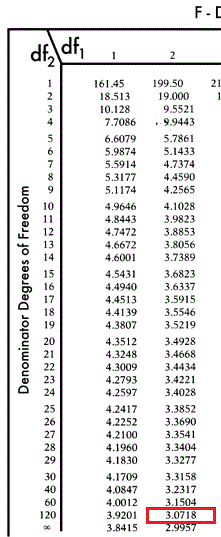 F - D
df₂ df₁ 1 2
Denominator Degrees of Freedom
1 161.45 199.50 21
2 18.513 19.000 1
3 10.128 9.5521
4 7.7086 9.9443
5 6.6079 5.7861
6 5.9874 5.1433
7 5.5914 4.7374
8 5.3177 4.4590
9 5.1174 4.2565
10 4.9646 4.1028
11 4.8443 3.9823
12 4.7472 3.8853
13 4.6672 3.8056
14 4.6001 3.7389
15 4.5431 3.6823
16 4.4940 3.6337
17 4.4513 3.5915
18 4.4139 3.5546
19 4.3807 3.5219
20 4.3512 3.4928
21 4.3248 3.4668
22 4.3009 3.4434
23 4.2793 3.4221
24 4.2597 3.4028
25 4.2417 3.3852
26 4.2252 3.3690
27 4.2100 3.3541
28 4.1960 3.3404
29 4.1830 3.3277
30 4.1709 3.3158
40 4.0847 3.2317
60 4.0012 3.1504
120 3.9201 3.0718
∞ 3.8415 2.9957